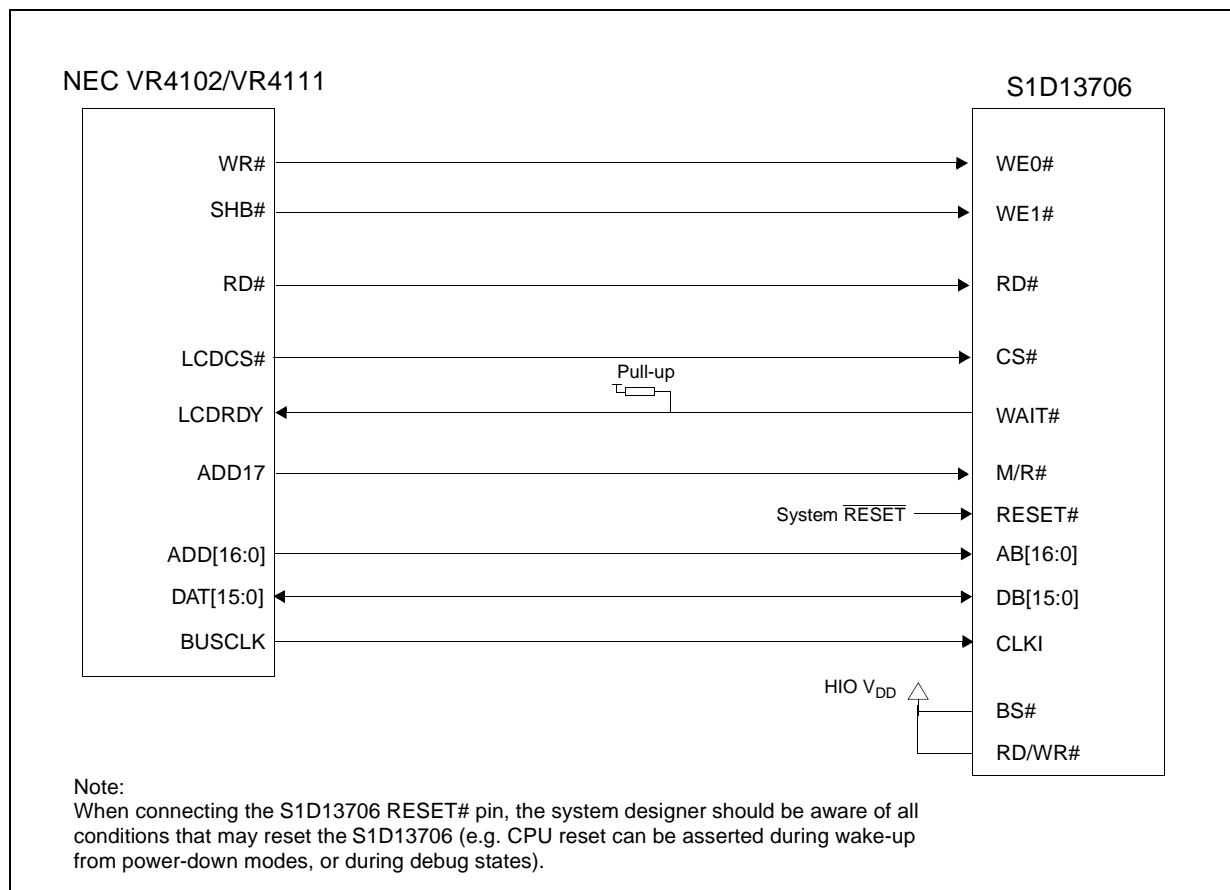 NEC VR4102/VR4111
S1D13706
WR#
WE0#
SHB#
WE1#
RD#
RD#
LCDCS#
CS#
Pull-up
LCDRDY
WAIT#
ADD17
M/R#
System RESET
RESET#
ADD[16:0]
AB[16:0]
DAT[15:0]
DB[15:0]
BUSCLK
CLKI
HIO VDD
BS#
RD/WR#
Note:
When connecting the S1D13706 RESET# pin, the system designer should be aware of all
conditions that may reset the S1D13706 (e.g. CPU reset can be asserted during wake-up
from power-down modes, or during debug states).